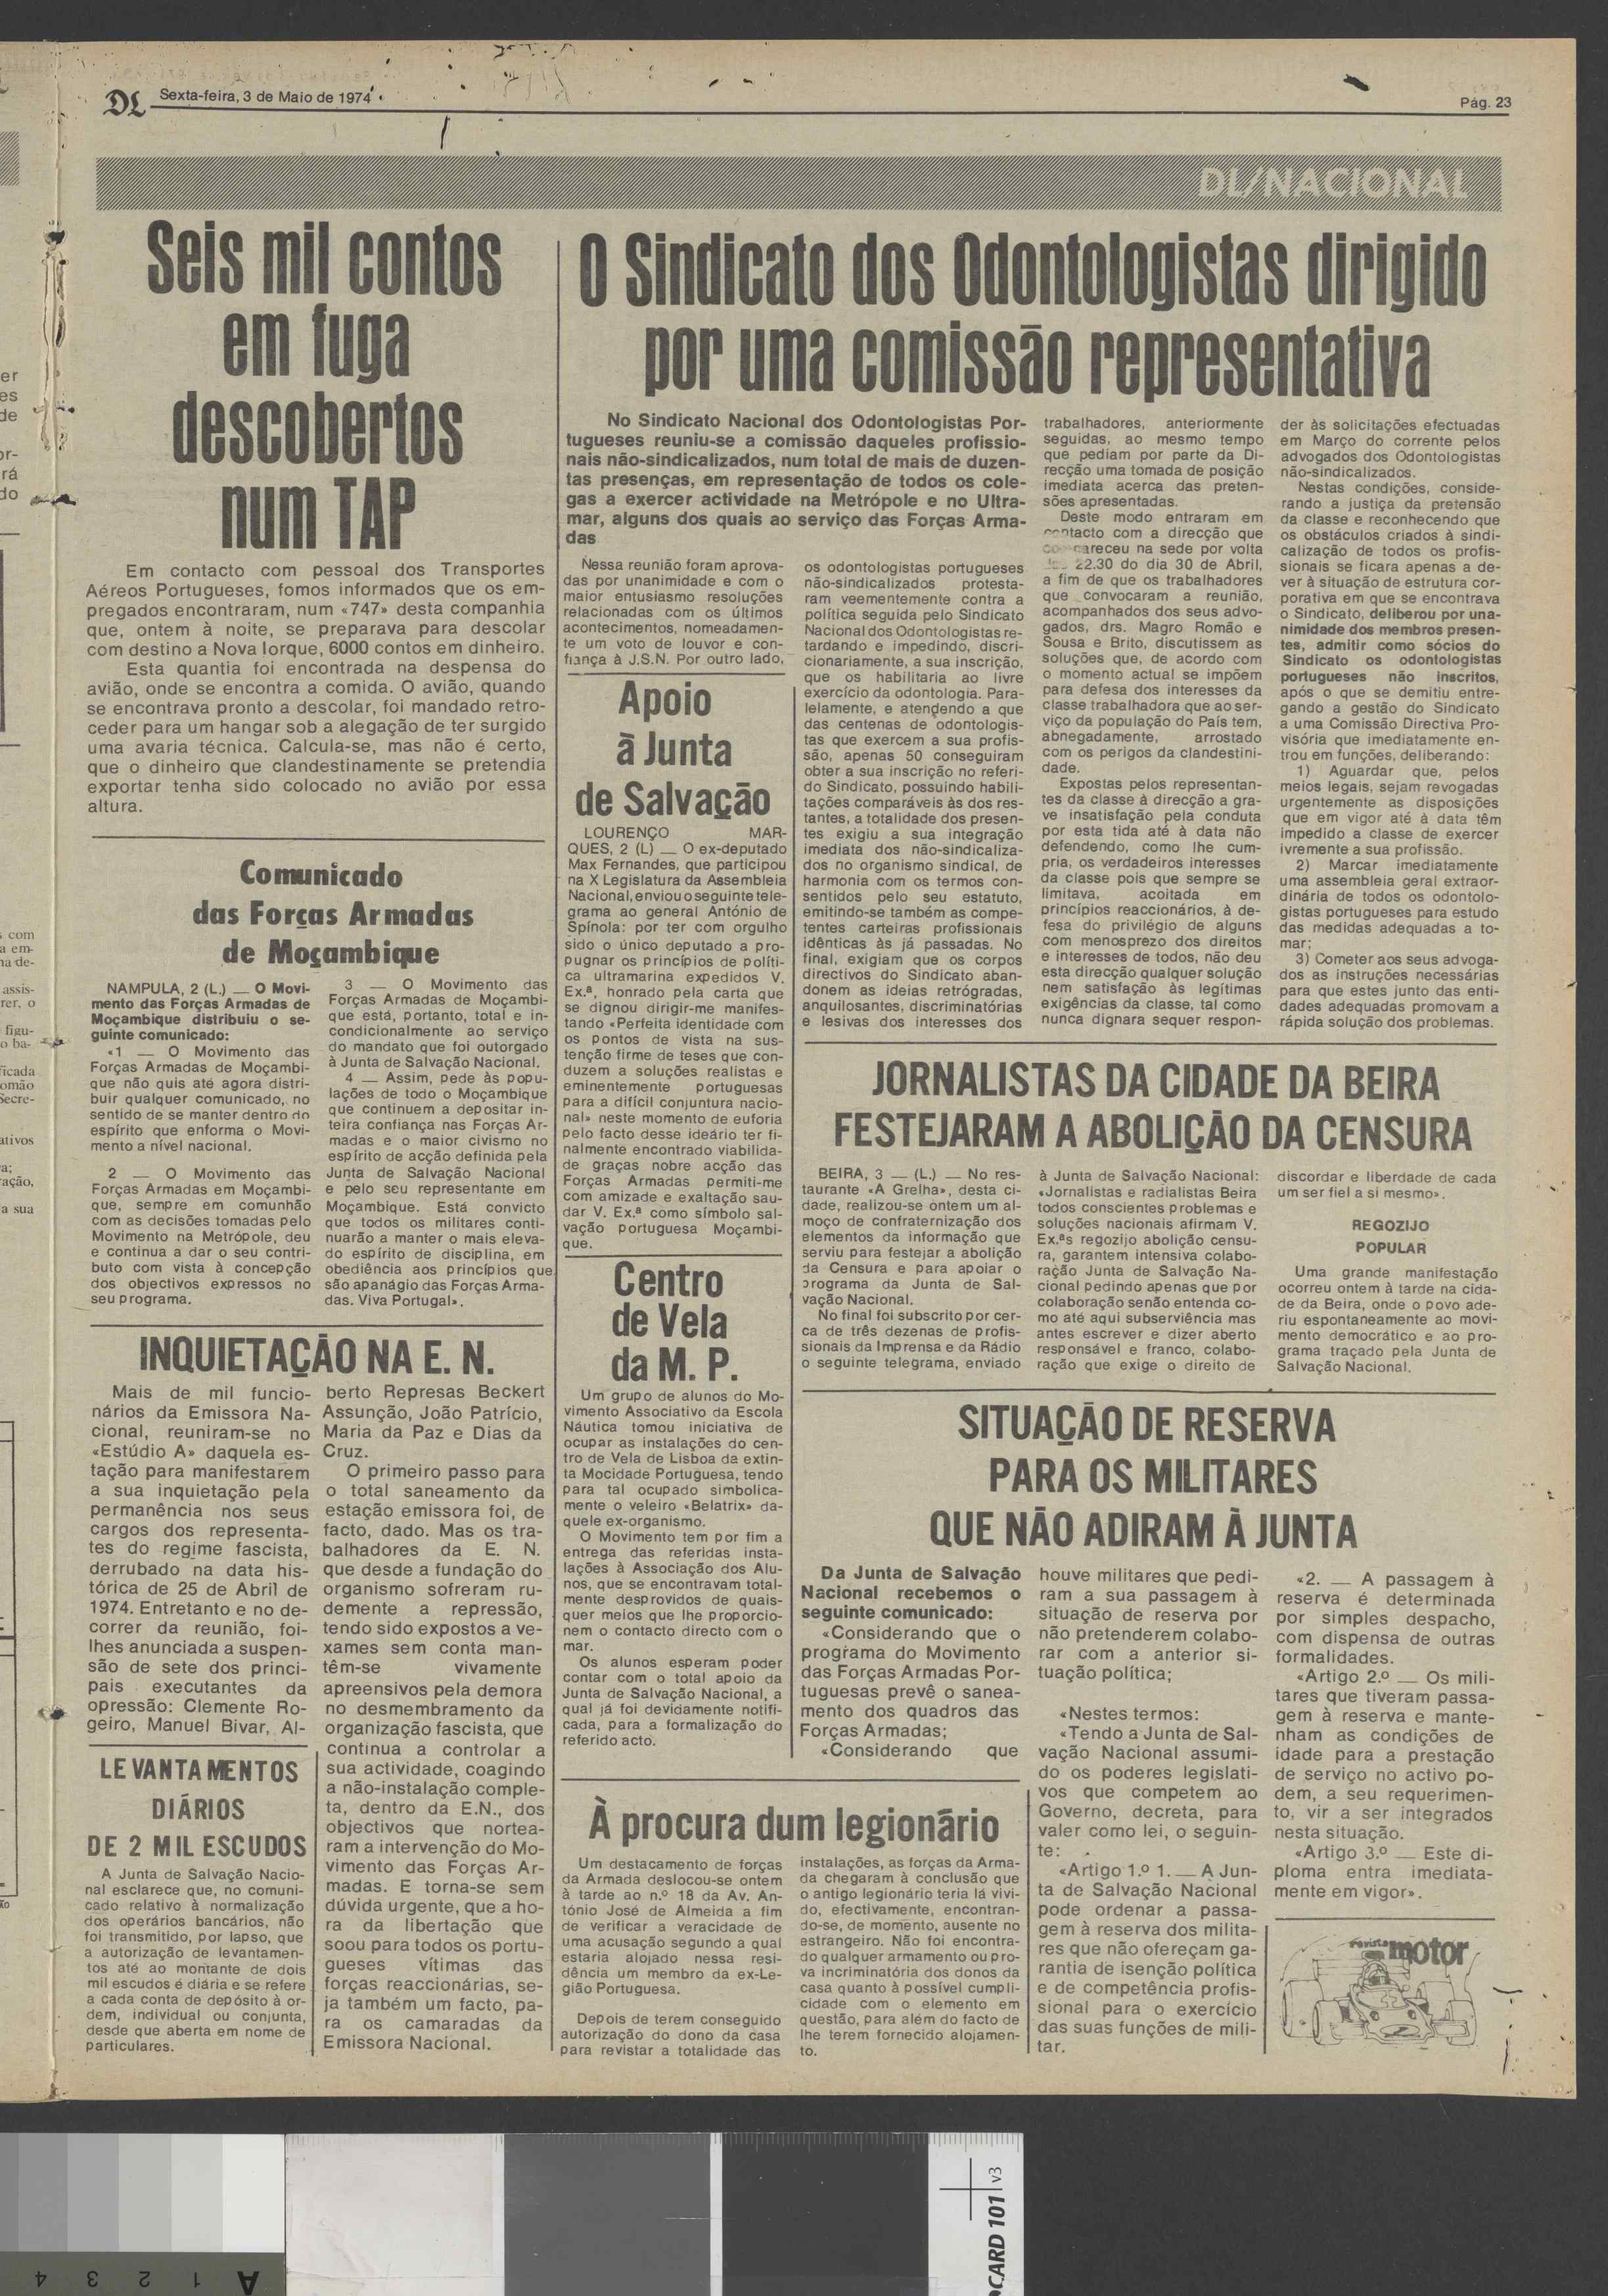 DL Sexta-feira, 3 de Maio de 1974
Pág. 23
DL/NACIONAL
Seis mil contos
em fuga
descobertos
num TAP
Em contacto com pessoal dos Transportes
Aéreos Portugueses, fomos informados que os em-
pregados encontraram, num «747» desta companhia
que, ontem à noite, se preparava para descolar
com destino a Nova Iorque, 6000 contos em dinheiro.
Esta quantia foi encontrada na despensa do
avião, onde se encontra a comida. O avião, quando
se encontrava pronto a descolar, foi mandado retro-
ceder para um hangar sob a alegação de ter surgido
uma avaria técnica. Calcula-se, mas não é certo,
que o dinheiro que clandestinamente se pretendia
exportar tenha sido colocado no avião por essa
altura.
Comunicado
das Forças Armadas
de Moçambique
NAMPULA, 2 (L.) — O Movi-
mento das Forças Armadas de
Moçambique distribuiu o se-
guinte comunicado:
«1 — O Movimento das
Forças Armadas de Moçambi-
que não quis até agora distri-
buir qualquer comunicado, no
sentido de se manter dentro do
espírito que enforma o Movi-
mento a nível nacional.
2 — O Movimento das
Forças Armadas em Moçambi-
que, sempre em comunhão
com as decisões tomadas pelo
Movimento na Metrópole, deu
e continua a dar o seu contri-
buto com vista à concepção
dos objectivos expressos no
seu programa.
3 — O Movimento das
Forças Armadas de Moçambi-
que está, portanto, total e in-
condicionalmente ao serviço
do mandato que foi outorgado
à Junta de Salvação Nacional.
4 — Assim, pede às popu-
lações de todo o Moçambique
que continuem a depositar in-
teira confiança nas Forças Ar-
madas e o maior civismo no
espírito de acção definida pela
Junta de Salvação Nacional
e pelo seu representante em
Moçambique. Está convicto
que todos os militares conti-
nuarão a manter o mais eleva-
do espírito de disciplina, em
obediência aos princípios que
são apanágio das Forças Arma-
das. Viva Portugal».
INQUIETAÇÃO NA E. N.
Mais de mil funcio-
nários da Emissora Na-
cional, reuniram-se no
«Estúdio A» daquela es-
tação para manifestarem
a sua inquietação pela
permanência nos seus
cargos dos representa-
tes do regime fascista,
derrubado na data his-
tórica de 25 de Abril de
1974. Entretanto e no de-
correr da reunião, foi-
lhes anunciada a suspen-
são de sete dos princi-
pais executantes da
opressão: Clemente Ro-
geiro, Manuel Bivar, Al-
berto Represas Beckert
Assunção, João Patrício,
Maria da Paz e Dias da
Cruz.
O primeiro passo para
o total saneamento da
estação emissora foi, de
facto, dado. Mas os tra-
balhadores da E. N.
que desde a fundação do
organismo sofreram ru-
demente a repressão,
tendo sido expostos a ve-
xames sem conta man-
têm-se vivamente
apreensivos pela demora
no desmembramento da
organização fascista, que
continua a controlar a
sua actividade, coagindo
a não-instalação comple-
ta, dentro da E.N., dos
objectivos que nortea-
ram a intervenção do Mo-
vimento das Forças Ar-
madas. E torna-se sem
dúvida urgente, que a ho-
ra da libertação que
soou para todos os portu-
gueses vítimas das
forças reaccionárias, se-
ja também um facto, pa-
ra os camaradas da
Emissora Nacional.
LEVANTAMENTOS
DIÁRIOS
DE 2 MIL ESCUDOS
A Junta de Salvação Nacio-
nal esclarece que, no comuni-
cado relativo à normalização
dos operários bancários, não
foi transmitido, por lapso, que
a autorização de levantamen-
tos até ao montante de dois
mil escudos é diária e se refere
a cada conta de depósito à or-
dem, individual ou conjunta,
desde que aberta em nome de
particulares.
O Sindicato dos Odontologistas dirigido
por uma comissão representativa
No Sindicato Nacional dos Odontologistas Por-
tugueses reuniu-se a comissão daqueles profissio-
nais não-sindicalizados, num total de mais de duzen-
tas presenças, em representação de todos os cole-
gas a exercer actividade na Metrópole e no Ultra-
mar, alguns dos quais ao serviço das Forças Arma-
das
Nessa reunião foram aprova-
das por unanimidade e com o
maior entusiasmo resoluções
relacionadas com os últimos
acontecimentos, nomeadamen-
te um voto de louvor e con-
fiança à J.S.N. Por outro lado,
os odontologistas portugueses
não-sindicalizados protesta-
ram veementemente contra a
política seguida pelo Sindicato
Nacional dos Odontologistas re-
tardando e impedindo, discri-
cionariamente, a sua inscrição,
que os habilitaria ao livre
exercício da odontologia. Para-
lelamente, e atendendo a que
das centenas de odontologis-
tas que exercem a sua profis-
são, apenas 50 conseguiram
obter a sua inscrição no referi-
do Sindicato, possuindo habili-
tações comparáveis às dos res-
tantes, a totalidade dos presen-
tes exigiu a sua integração
imediata dos não-sindicaliza-
dos no organismo sindical, de
harmonia com os termos con-
sentidos pelo seu estatuto,
emitindo-se também as compe-
tentes carteiras profissionais
idênticas às já passadas. No
final, exigiam que os corpos
directivos do Sindicato aban-
donem as ideias retrógradas,
anquilosantes, discriminatórias
e lesivas dos interesses dos
trabalhadores, anteriormente
seguidas, ao mesmo tempo
que pediam por parte da Di-
recção uma tomada de posição
imediata acerca das preten-
sões apresentadas.
Deste modo entraram em
contacto com a direcção que
compareceu na sede por volta
das 22.30 do dia 30 de Abril,
a fim de que os trabalhadores
que convocaram a reunião,
acompanhados dos seus advo-
gados, drs. Magro Romão e
Sousa e Brito, discutissem as
soluções que, de acordo com
o momento actual se impõem
para defesa dos interesses da
classe trabalhadora que ao ser-
viço da população do País tem,
abnegadamente, arrostado
com os perigos da clandestini-
dade.
Expostas pelos representan-
tes da classe à direcção a gra-
ve insatisfação pela conduta
por esta tida até à data não
defendendo, como lhe cum-
pria, os verdadeiros interesses
da classe pois que sempre se
limitava, acoitada em
princípios reaccionários, à de-
fesa do privilégio de alguns
com menosprezo dos direitos
e interesses de todos, não deu
esta direcção qualquer solução
nem satisfação às legítimas
exigências da classe, tal como
nunca dignara sequer respon-
der às solicitações efectuadas
em Março do corrente pelos
advogados dos Odontologistas
não-sindicalizados.
Nestas condições, conside-
rando a justiça da pretensão
da classe e reconhecendo que
os obstáculos criados à sindi-
calização de todos os profis-
sionais se ficara apenas a de-
ver à situação de estrutura cor-
porativa em que se encontrava
o Sindicato, deliberou por una-
nimidade dos membros presen-
tes, admitir como sócios do
Sindicato os odontologistas
portugueses não inscritos,
após o que se demitiu entre-
gando a gestão do Sindicato
a uma Comissão Directiva Pro-
visória que imediatamente en-
trou em funções, deliberando:
1) Aguardar que, pelos
meios legais, sejam revogadas
urgentemente as disposições
que em vigor até à data têm
impedido a classe de exercer
ivremente a sua profissão.
2) Marcar imediatamente
uma assembleia geral extraor-
dinária de todos os odontolo-
gistas portugueses para estudo
das medidas adequadas a to-
mar;
3) Cometer aos seus advoga-
dos as instruções necessárias
para que estes junto das enti-
dades adequadas promovam a
rápida solução dos problemas.
Apoio
à Junta
de Salvação
LOURENÇO MAR-
QUES, 2 (L) — O ex-deputado
Max Fernandes, que participou
na X Legislatura da Assembleia
Nacional, enviou o seguinte tele-
grama ao general António de
Spínola: por ter com orgulho
sido o único deputado a pro-
pugnar os princípios de políti-
ca ultramarina expedidos V.
Ex.ª, honrado pela carta que
se dignou dirigir-me manifes-
tando «Perfeita identidade com
os pontos de vista na sus-
tenção firme de teses que con-
duzem a soluções realistas e
eminentemente portuguesas
para a difícil conjuntura nacio-
nal» neste momento de euforia
pelo facto desse ideário ter fi-
nalmente encontrado viabilida-
de graças nobre acção das
Forças Armadas permiti-me
com amizade e exaltação sau-
dar V. Ex.ª como símbolo sal-
vação portuguesa Moçambi-
que.
Centro
de Vela
da M. P.
Um grupo de alunos do Mo-
vimento Associativo da Escola
Náutica tomou iniciativa de
ocupar as instalações do cen-
tro de Vela de Lisboa da extin-
ta Mocidade Portuguesa, tendo
para tal ocupado simbolica-
mente o veleiro «Belatrix» da-
quele ex-organismo.
O Movimento tem por fim a
entrega das referidas insta-
lações à Associação dos Alu-
nos, que se encontravam total-
mente desprovidos de quais-
quer meios que lhe proporcio-
nem o contacto directo com o
mar.
Os alunos esperam poder
contar com o total apoio da
Junta de Salvação Nacional, a
qual já foi devidamente notifi-
cada, para a formalização do
referido acto.
JORNALISTAS DA CIDADE DA BEIRA
FESTEJARAM A ABOLIÇÃO DA CENSURA
BEIRA, 3 — (L.) — No res-
taurante «A Grelha», desta ci-
dade, realizou-se ontem um al-
moço de confraternização dos
elementos da informação que
serviu para festejar a abolição
da Censura e para apoiar o
programa da Junta de Sal-
vação Nacional.
No final foi subscrito por cer-
ca de três dezenas de profis-
sionais da Imprensa e da Rádio
o seguinte telegrama, enviado
à Junta de Salvação Nacional:
«Jornalistas e radialistas Beira
todos conscientes problemas e
soluções nacionais afirmam V.
Ex.ªs regozijo abolição censu-
ra, garantem intensiva colabo-
ração Junta de Salvação Na-
cional pedindo apenas que por
colaboração senão entenda co-
mo até aqui subserviência mas
antes escrever e dizer aberto
responsável e franco, colabo-
ração que exige o direito de
discordar e liberdade de cada
um ser fiel a si mesmo».
REGOZIJO
POPULAR
Uma grande manifestação
ocorreu ontem à tarde na cida-
de da Beira, onde o povo ade-
riu espontaneamente ao movi-
mento democrático e ao pro-
grama traçado pela Junta de
Salvação Nacional.
SITUAÇÃO DE RESERVA
PARA OS MILITARES
QUE NÃO ADIRAM À JUNTA
Da Junta de Salvação
Nacional recebemos o
seguinte comunicado:
«Considerando que o
programa do Movimento
das Forças Armadas Por-
tuguesas prevê o sanea-
mento dos quadros das
Forças Armadas;
«Considerando que
houve militares que pedi-
ram a sua passagem à
situação de reserva por
não pretenderem colabo-
rar com a anterior si-
tuação política;
«Nestes termos:
«Tendo a Junta de Sal-
vação Nacional assumi-
do os poderes legislati-
vos que competem ao
Governo, decreta, para
valer como lei, o seguin-
te:
«Artigo 1.º 1. — A Jun-
ta de Salvação Nacional
pode ordenar a passa-
gem à reserva dos milita-
res que não ofereçam ga-
rantia de isenção política
e de competência profis-
sional para o exercício
das suas funções de mili-
tar.
«2. — A passagem à
reserva é determinada
por simples despacho,
com dispensa de outras
formalidades.
«Artigo 2.º — Os mili-
tares que tiveram passa-
gem à reserva e mante-
nham as condições de
idade para a prestação
de serviço no activo po-
dem, a seu requerimen-
to, vir a ser integrados
nesta situação.
«Artigo 3.º — Este di-
ploma entra imediata-
mente em vigor».
À procura dum legionário
Um destacamento de forças
da Armada deslocou-se ontem
à tarde ao n.º 18 da Av. An-
tónio José de Almeida a fim
de verificar a veracidade de
uma acusação segundo a qual
estaria alojado nessa resi-
dência um membro da ex-Le-
gião Portuguesa.
Depois de terem conseguido
autorização do dono da casa
para revistar a totalidade das
instalações, as forças da Arma-
da chegaram à conclusão que
o antigo legionário teria lá vivi-
do, efectivamente, encontran-
do-se, de momento, ausente no
estrangeiro. Não foi encontra-
do qualquer armamento ou pro-
va incriminatória dos donos da
casa quanto à possível cumpli-
cidade com o elemento em
questão, para além do facto de
lhe terem fornecido alojamen-
to.
revista motor
er
es
de
or-
rá
do
s com
a em-
na de-
assis-
rer, o
figu-
o ba-
ficada
omão
Secre-
ativos
a;
ração,
a sua
ÃO
A 1 2 3 4
OCARD 101 v3